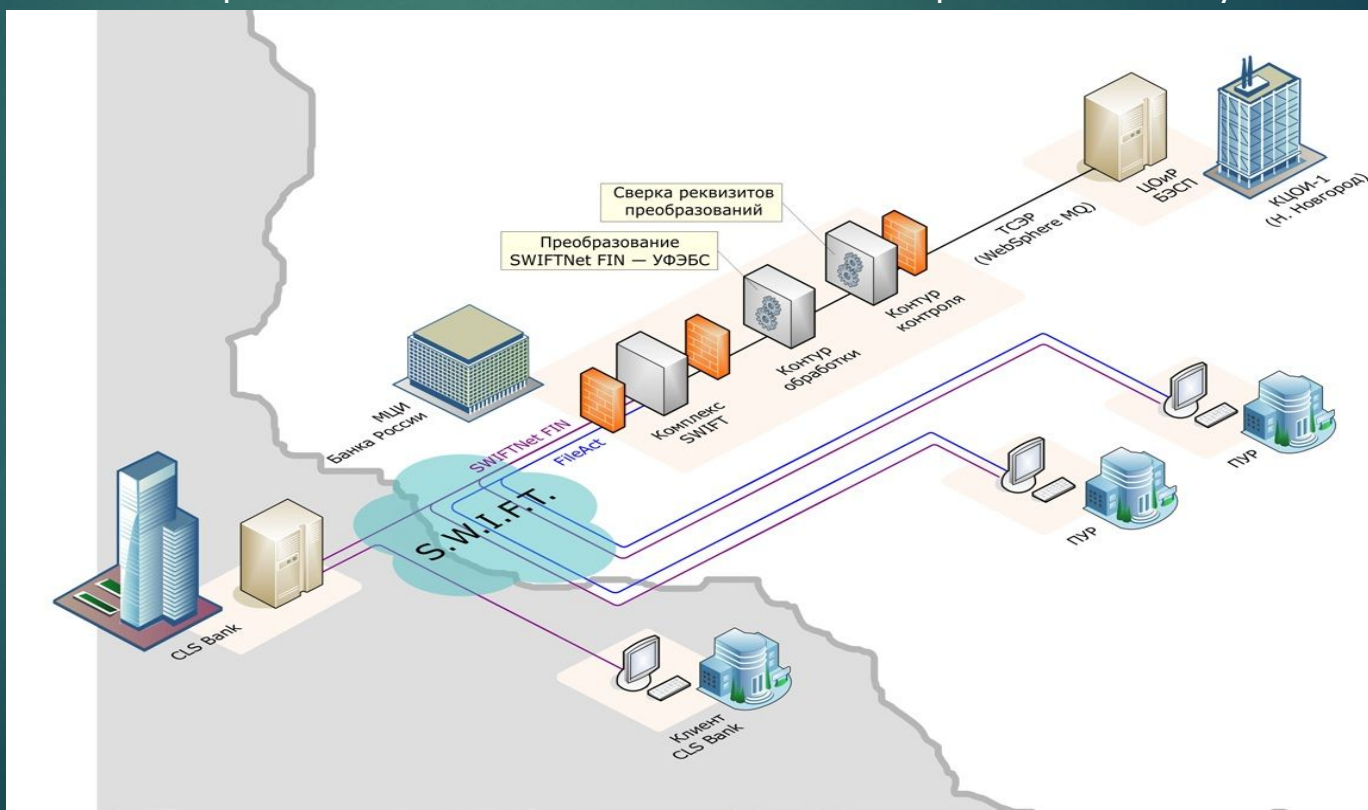 Сверка реквизитов
преобразований
Преобразование
SWIFTNet FIN — УФЭБС
ЦОиР
БЭСП
КЦОИ-1
(Н. Новгород)
ТСЭР
(WebSphere MQ)
Контур
контроля
Контур
обработки
Комплекс
SWIFT
МЦИ
Банка России
SWIFTNet FIN
FileAct
S.W.I.F.T.
ПУР
ПУР
CLS Bank
Клиент
CLS Bank